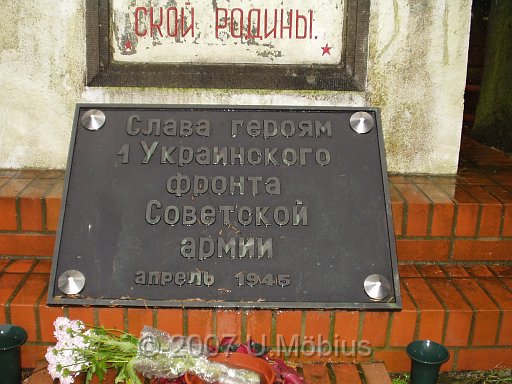 ской родины.
Слава героям
1 Украинского
фронта
Советской
армии
апрель 1945
© 2007 U.Möbius